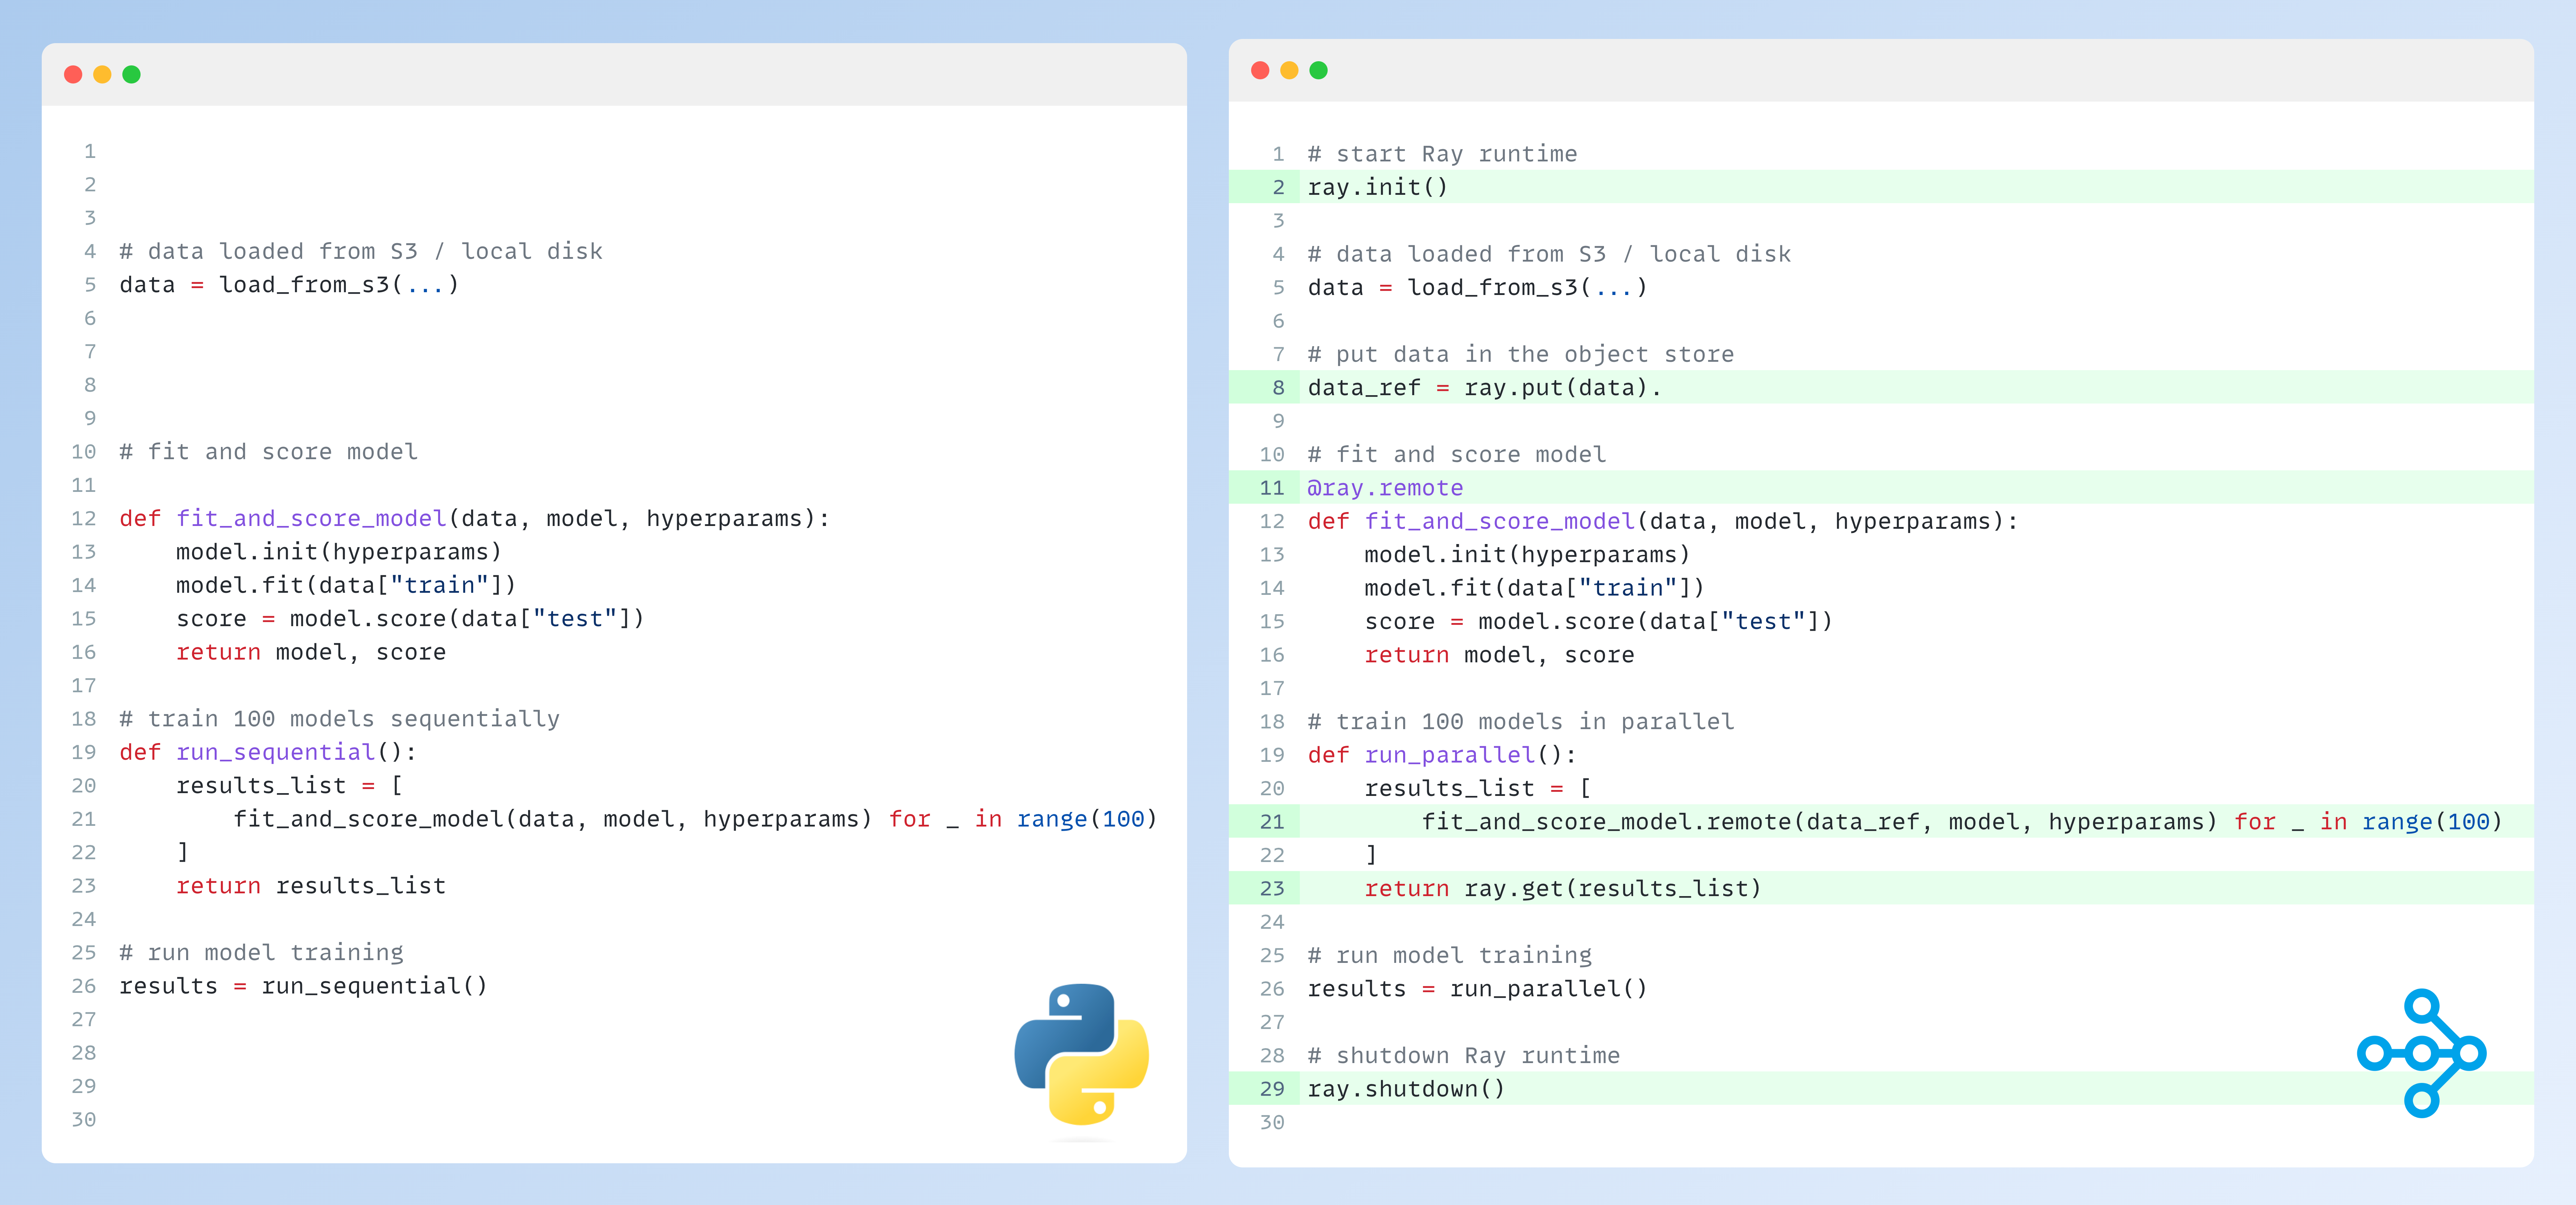 1
2
3
4 # data loaded from S3 / local disk
5 data = load_from_s3(...)
6
7
8
9
10 # fit and score model
11
12 def fit_and_score_model(data, model, hyperparams):
13     model.init(hyperparams)
14     model.fit(data["train"])
15     score = model.score(data["test"])
16     return model, score
17
18 # train 100 models sequentially
19 def run_sequential():
20     results_list = [
21         fit_and_score_model(data, model, hyperparams) for _ in range(100)
22     ]
23     return results_list
24
25 # run model training
26 results = run_sequential()
27
28
29
30
1 # start Ray runtime
2 ray.init()
3
4 # data loaded from S3 / local disk
5 data = load_from_s3(...)
6
7 # put data in the object store
8 data_ref = ray.put(data).
9
10 # fit and score model
11 @ray.remote
12 def fit_and_score_model(data, model, hyperparams):
13     model.init(hyperparams)
14     model.fit(data["train"])
15     score = model.score(data["test"])
16     return model, score
17
18 # train 100 models in parallel
19 def run_parallel():
20     results_list = [
21         fit_and_score_model.remote(data_ref, model, hyperparams) for _ in range(100)
22     ]
23     return ray.get(results_list)
24
25 # run model training
26 results = run_parallel()
27
28 # shutdown Ray runtime
29 ray.shutdown()
30